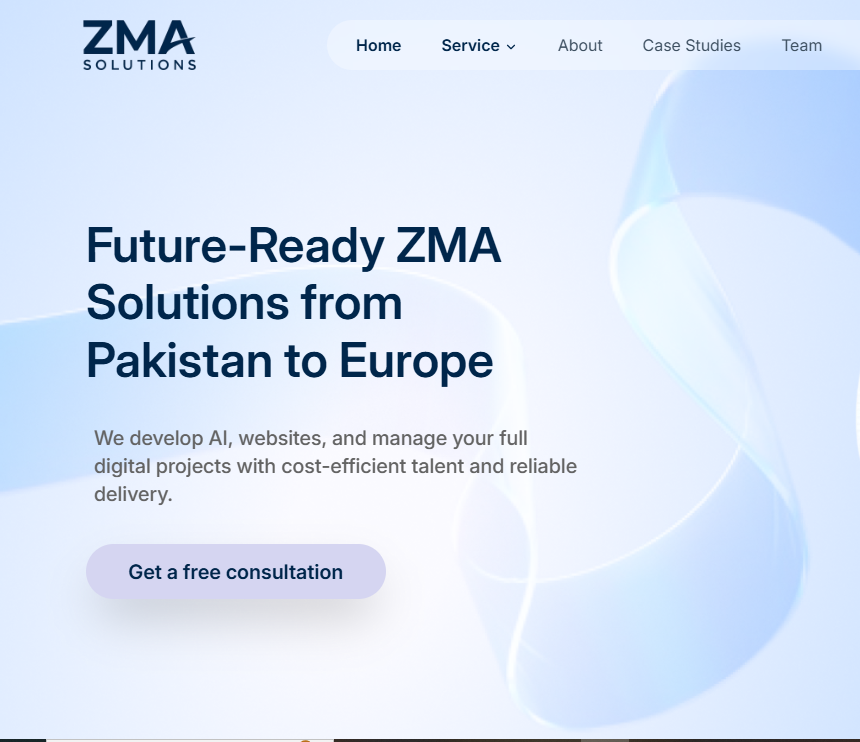 ZMA
SOLUTIONS
Home Service About Case Studies Team
Future-Ready ZMA
Solutions from
Pakistan to Europe
We develop AI, websites, and manage your full
digital projects with cost-efficient talent and reliable
delivery.
Get a free consultation